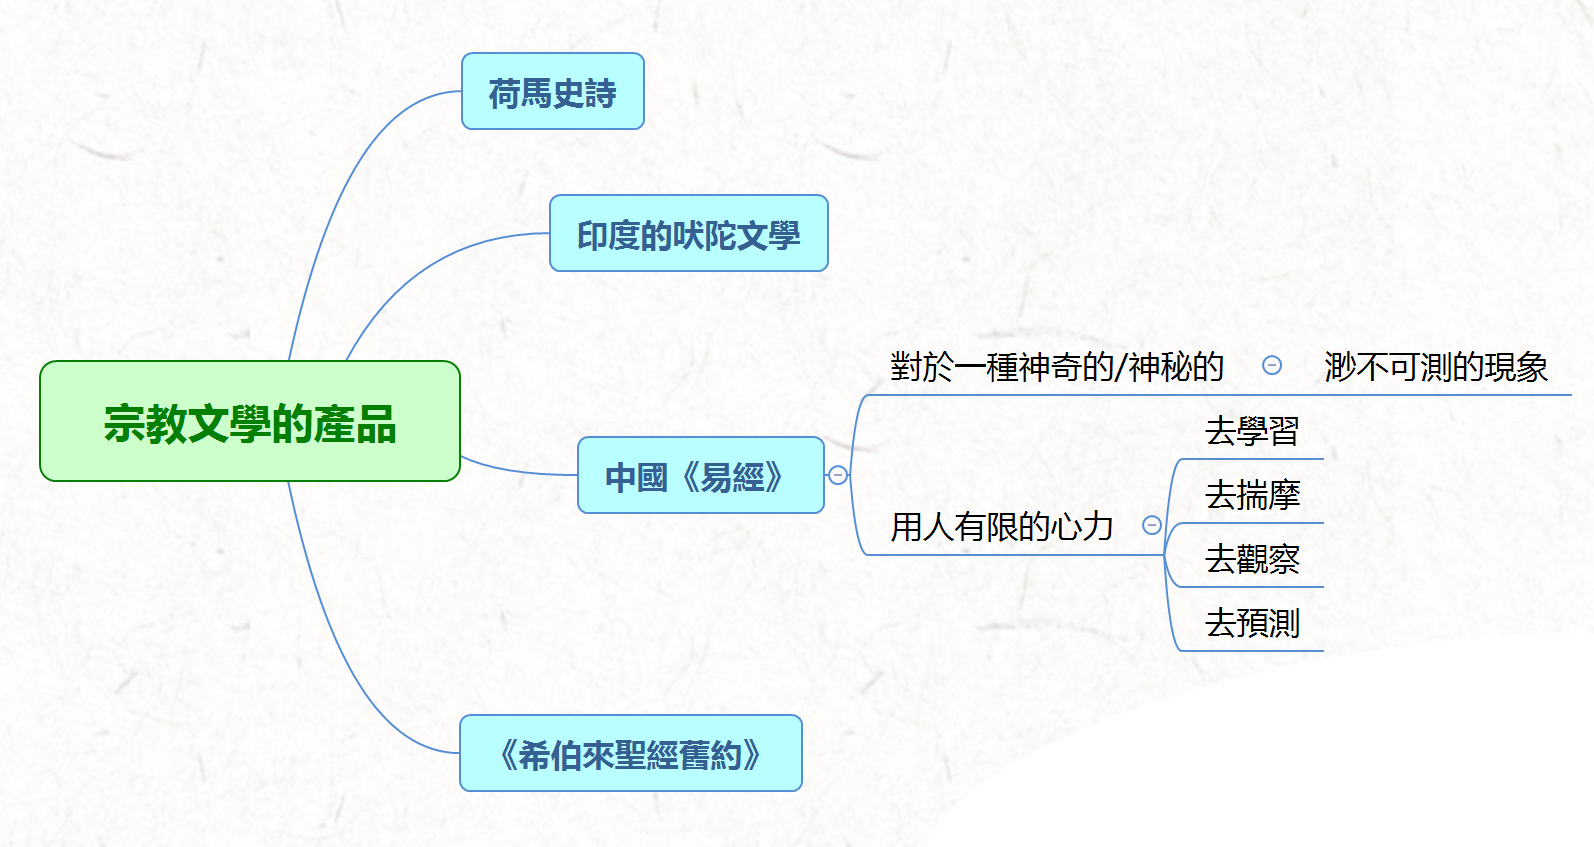 荷馬史詩
印度的吠陀文學
宗教文學的產品
中國《易經》
對於一種神奇的/神秘的
渺不可測的現象
用人有限的心力
去學習
去揣摩
去觀察
去預測
《希伯來聖經舊約》